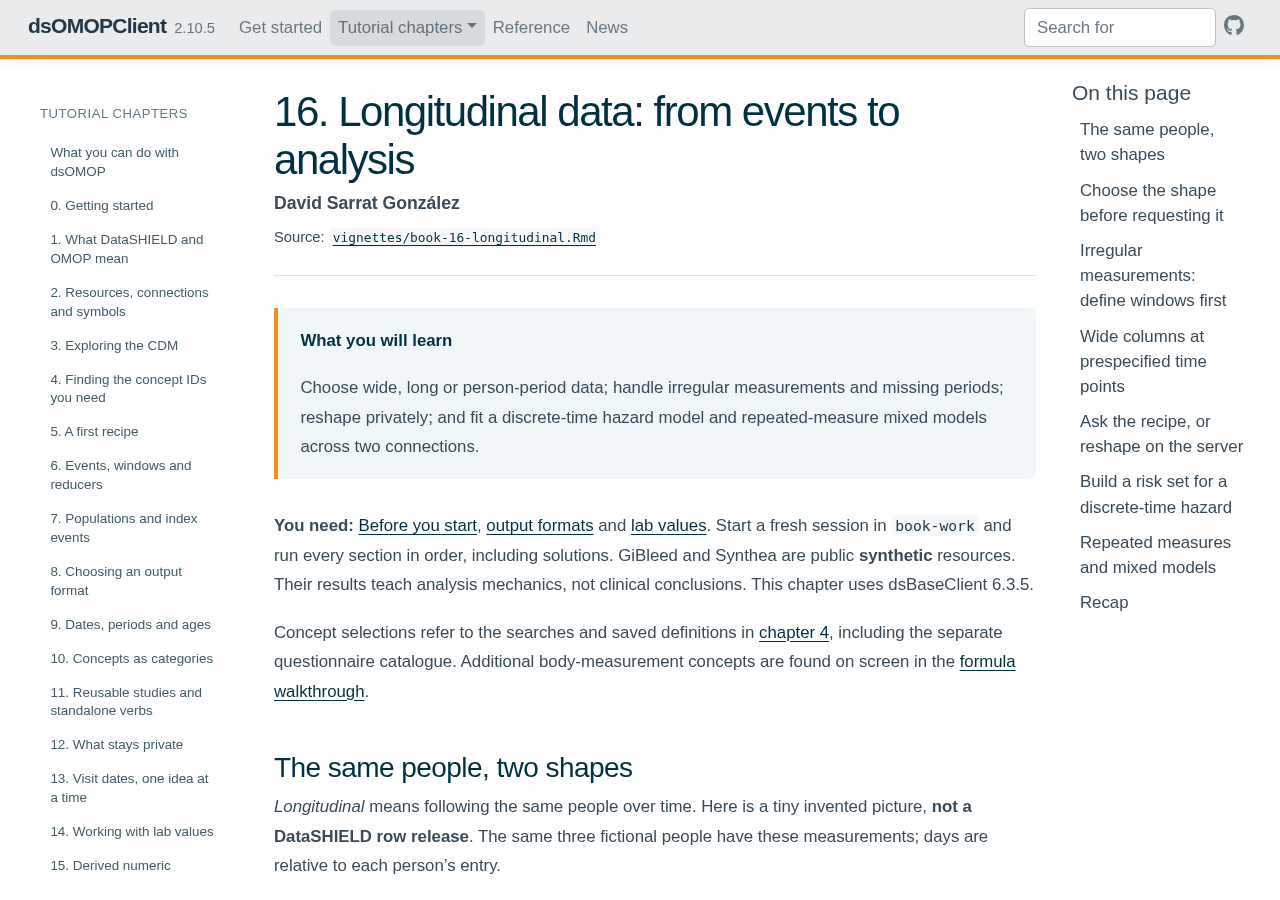 dsOMOPClient 2.10.5 Get started Tutorial chapters Reference News Search for
TUTORIAL CHAPTERS
What you can do with
dsOMOP
0. Getting started
1. What DataSHIELD and
OMOP mean
2. Resources, connections
and symbols
3. Exploring the CDM
4. Finding the concept IDs
you need
5. A first recipe
6. Events, windows and
reducers
7. Populations and index
events
8. Choosing an output
format
9. Dates, periods and ages
10. Concepts as categories
11. Reusable studies and
standalone verbs
12. What stays private
13. Visit dates, one idea at
a time
14. Working with lab values
15. Derived numeric
16. Longitudinal data: from events to
analysis
David Sarrat González
Source: vignettes/book-16-longitudinal.Rmd
What you will learn
Choose wide, long or person-period data; handle irregular measurements and missing periods;
reshape privately; and fit a discrete-time hazard model and repeated-measure mixed models
across two connections.
You need: Before you start, output formats and lab values. Start a fresh session in book-work and
run every section in order, including solutions. GiBleed and Synthea are public synthetic resources.
Their results teach analysis mechanics, not clinical conclusions. This chapter uses dsBaseClient 6.3.5.
Concept selections refer to the searches and saved definitions in chapter 4, including the separate
questionnaire catalogue. Additional body-measurement concepts are found on screen in the formula
walkthrough.
The same people, two shapes
Longitudinal means following the same people over time. Here is a tiny invented picture, not a
DataSHIELD row release. The same three fictional people have these measurements; days are
relative to each person’s entry.
On this page
The same people,
two shapes
Choose the shape
before requesting it
Irregular
measurements:
define windows first
Wide columns at
prespecified time
points
Ask the recipe, or
reshape on the server
Build a risk set for a
discrete-time hazard
Repeated measures
and mixed models
Recap